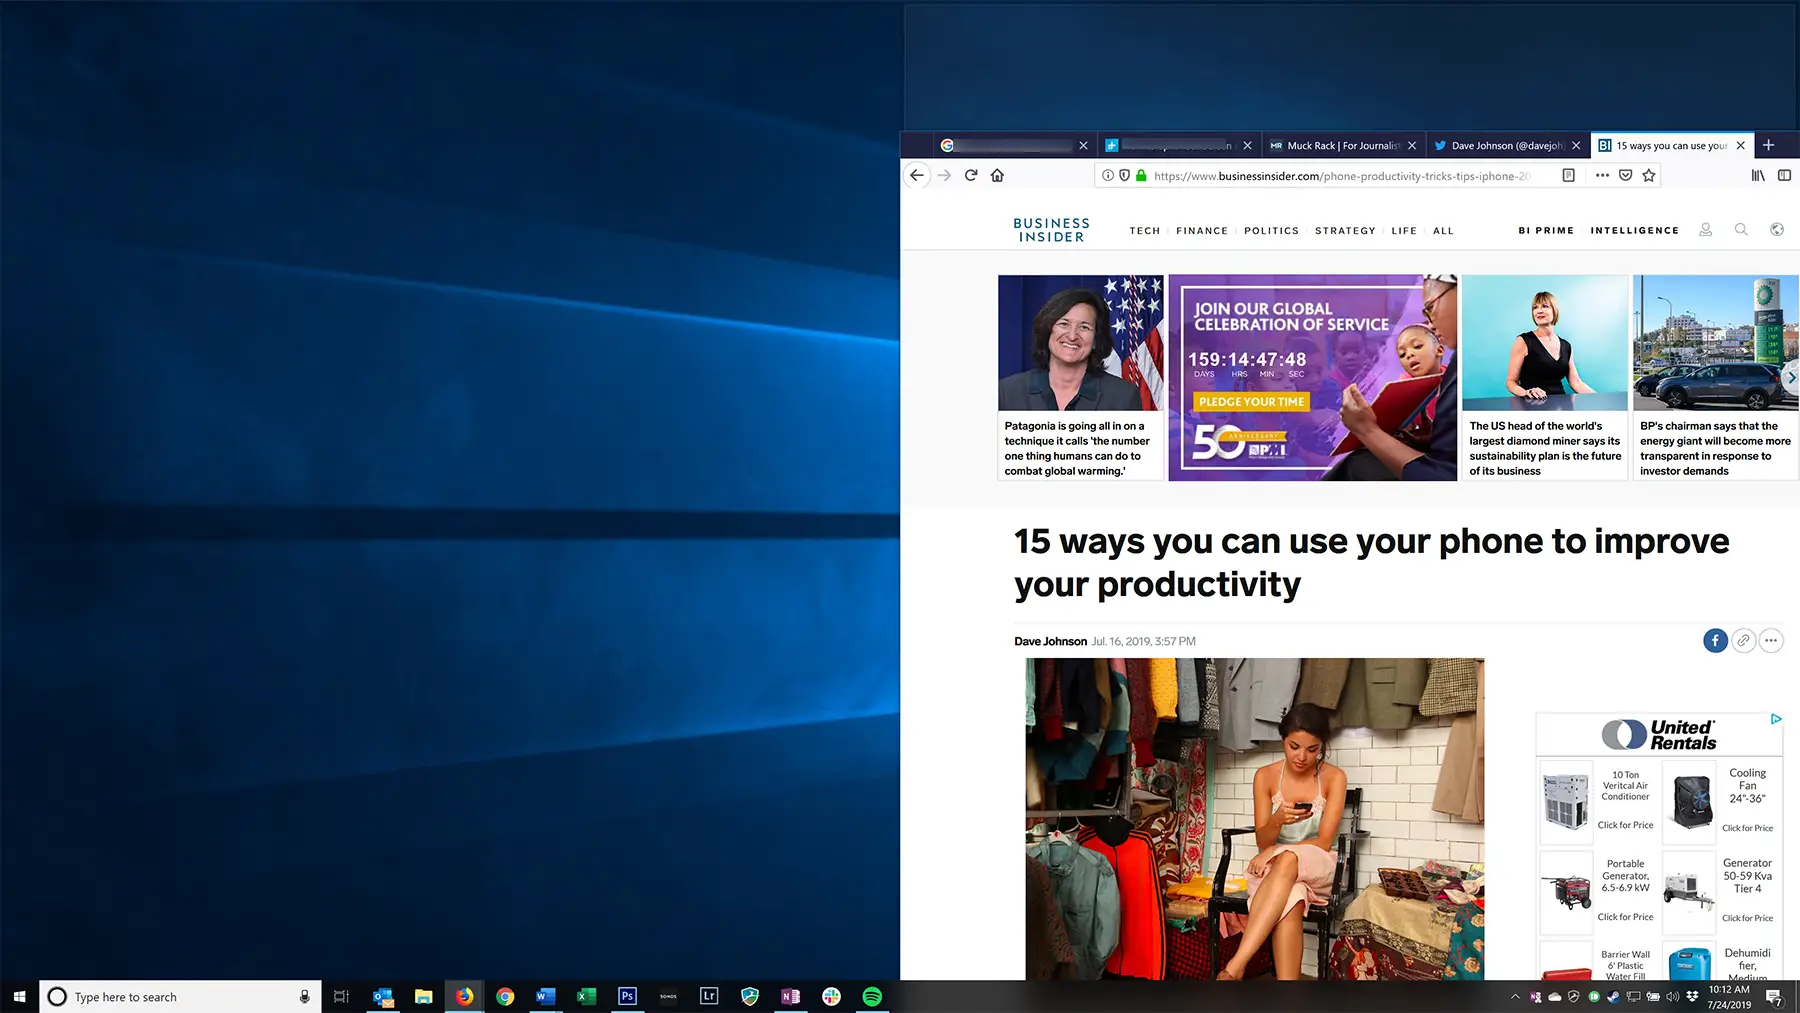 Muck Rack | For Journalist
Dave Johnson (@davejoh
BI
15 ways you can use your
https://www.businessinsider.com/phone-productivity-tricks-tips-iphone-20
BUSINESS
INSIDER
TECH FINANCE POLITICS STRATEGY LIFE ALL
BI PRIME INTELLIGENCE
JOIN OUR GLOBAL
CELEBRATION OF SERVICE
159:14:47:48
DAYS HRS MIN SEC
PLEDGE YOUR TIME
50
ANNIVERSARY
Patagonia is going all in on a
technique it calls 'the number
one thing humans can do to
combat global warming.'
The US head of the world's
largest diamond miner says its
sustainability plan is the future
of its business
BP's chairman says that the
energy giant will become more
transparent in response to
investor demands
15 ways you can use your phone to improve
your productivity
Dave Johnson Jul. 16, 2019, 3:57 PM
United
Rentals
10 Ton
Veritcal Air
Conditioner
Click for Price
Cooling
Fan
24"-36"
Click for Price
Portable
Generator,
6.5-6.9 kW
Click for Price
Generator
50-59 Kva
Tier 4
Click for Price
Barrier Wall
6' Plastic
Water Fill
Dehumidi
fier,
Medium
Type here to search
SONOS
Ps
Lr
10:12 AM
7/24/2019
7